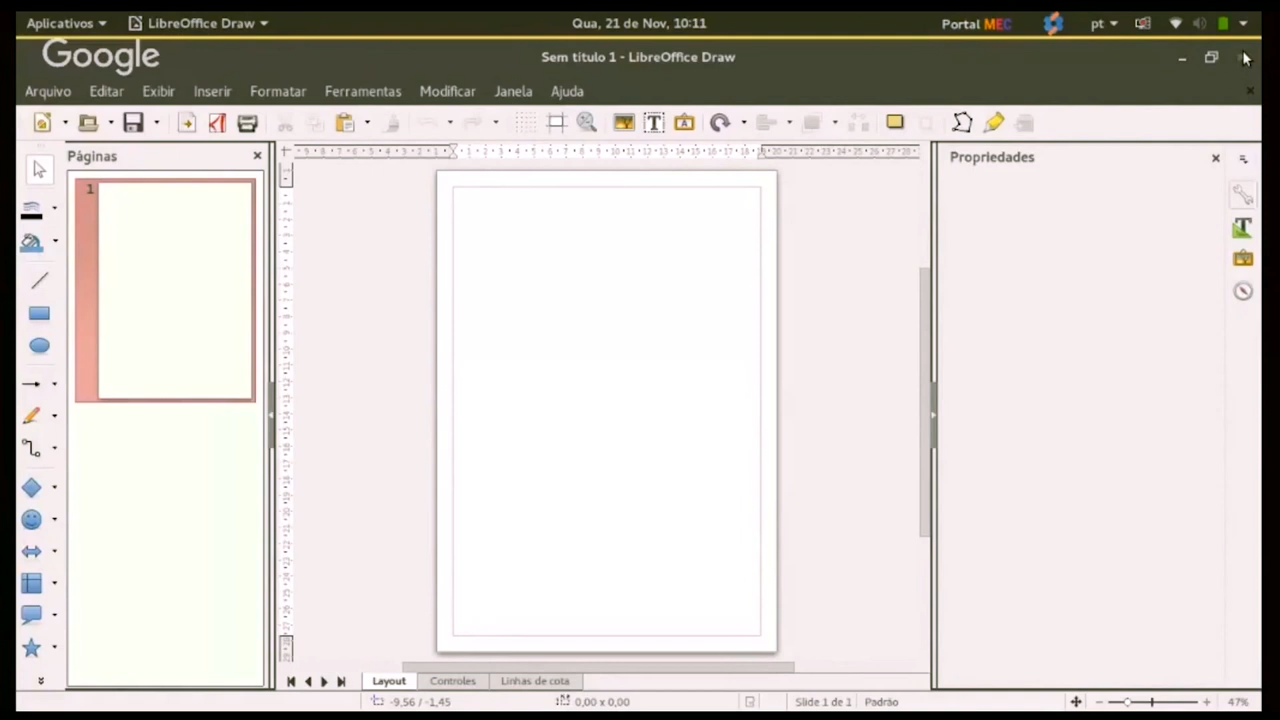 Aplicativos LibreOffice Draw Qua, 21 de Nov, 10:11 Portal MEC pt
Google
Sem título 1 - LibreOffice Draw
Arquivo Editar Exibir Inserir Formatar Ferramentas Modificar Janela Ajuda
Páginas
Propriedades
1
Layout Controles Linhas de cota
-9,56 / -1,45 0,00 x 0,00 Slide 1 de 1 Padrão 47%